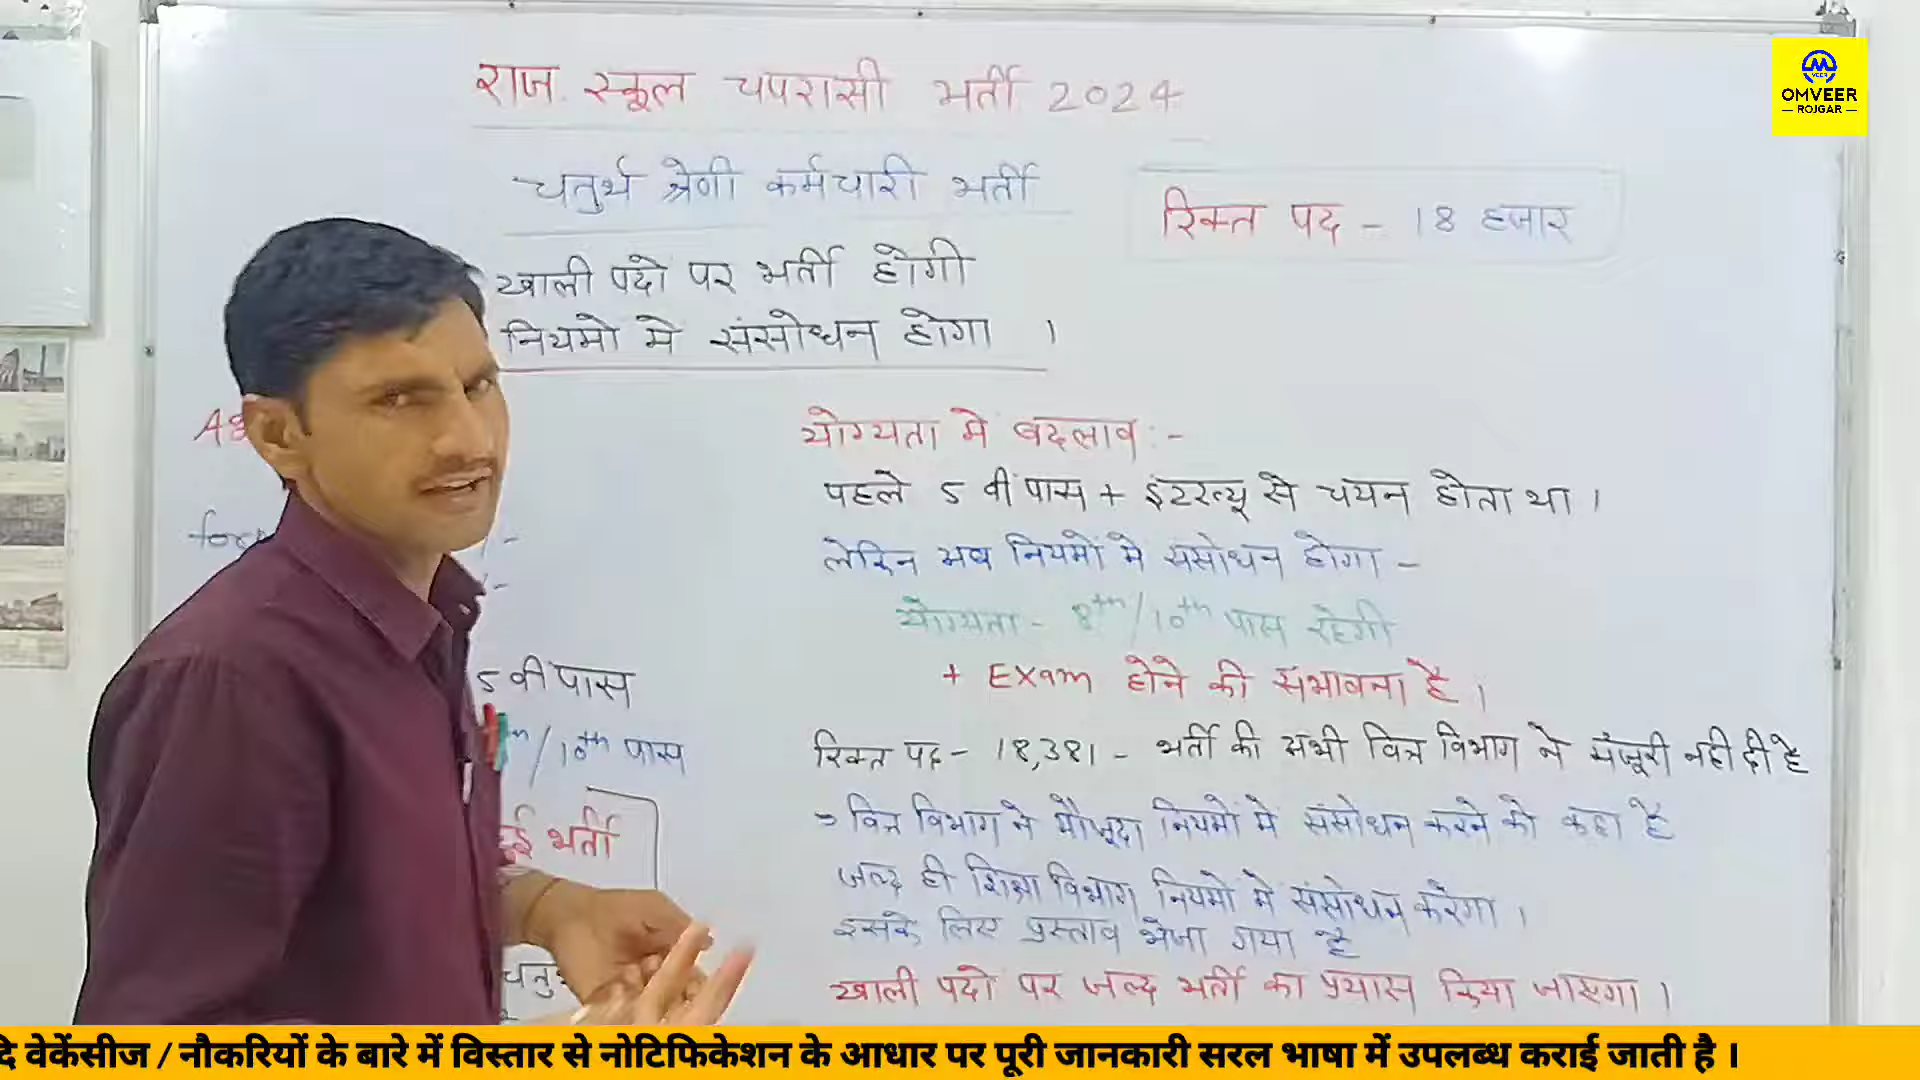 राज. स्कूल चपरासी भर्ती 2024
चतुर्थ श्रेणी कर्मचारी भर्ती
रिक्त पद - 18 हजार
खाली पदो पर भर्ती होगी
नियमो मे संसोधन होगा ।
5 वी पास
/10th पास
भर्ती
योग्यता मे बदलाव :-
पहले 5 वी पास + इंटरव्यू से चयन होता था ।
लेकिन अब नियमों मे संसोधन होगा -
योग्यता - 8th/10th पास रहेगी
+ Exam होने की संभावना है ।
रिक्त पद - 18,381 - भर्ती की अभी वित्त विभाग ने मंजूरी नही दी है
वित्त विभाग ने मौजूदा नियमों मे संसोधन करने को कहा है
जल्द ही शिक्षा विभाग नियमों मे संसोधन करेगा ।
इसके लिए प्रस्ताव भेजा गया है
खाली पदो पर जल्द भर्ती का प्रयास किया जाएगा ।
VEER
OMVEER
— ROJGAR —
वेकेंसीज / नौकरियों के बारे में विस्तार से नोटिफिकेशन के आधार पर पूरी जानकारी सरल भाषा में उपलब्ध कराई जाती है ।